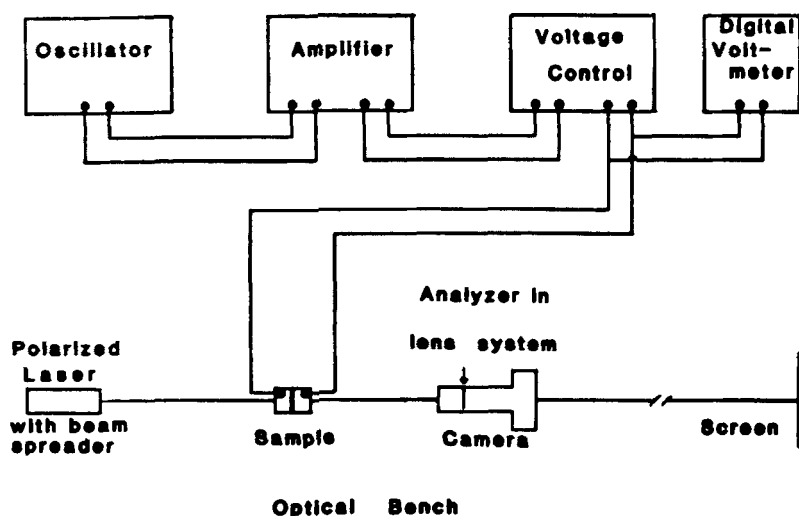 Oscillator
Amplifier
Voltage
Control
Digital
Volt-
meter
Analyzer in
lens system
Polarized
Laser
with beam
spreader
Sample
Camera
Screen
Optical Bench